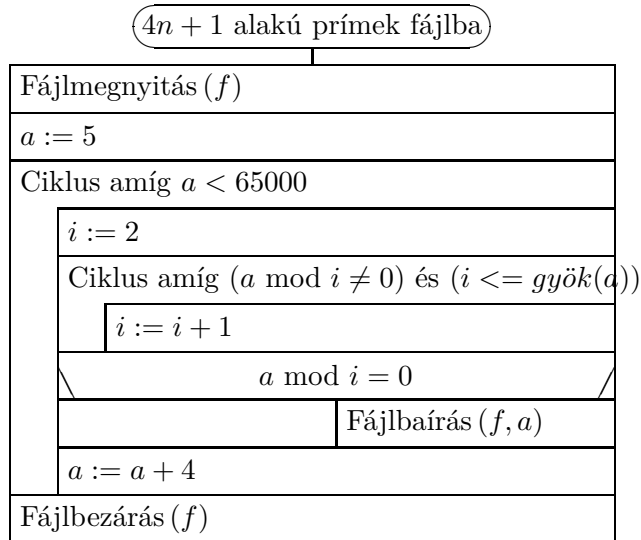 4n + 1 alakú prímek fájlba
Fájlmegnyitás (f)
a := 5
Ciklus amíg a < 65000
i := 2
Ciklus amíg (a mod i ≠ 0) és (i <= gyök(a))
i := i + 1
a mod i = 0
Fájlbaírás (f, a)
a := a + 4
Fájlbezárás (f)